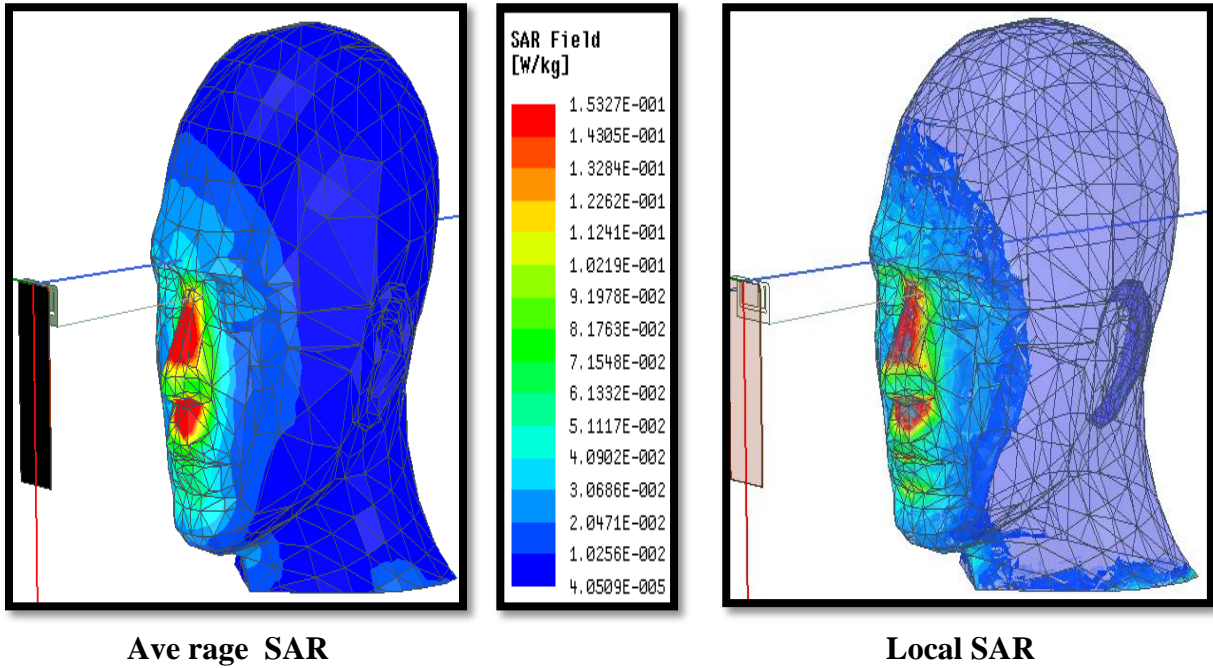 SAR Field
[W/kg]
1.5327E-001
1.4305E-001
1.3284E-001
1.2262E-001
1.1241E-001
1.0219E-001
9.1978E-002
8.1763E-002
7.1548E-002
6.1332E-002
5.1117E-002
4.0902E-002
3.0686E-002
2.0471E-002
1.0256E-002
4.0509E-005
Ave rage SAR
Local SAR